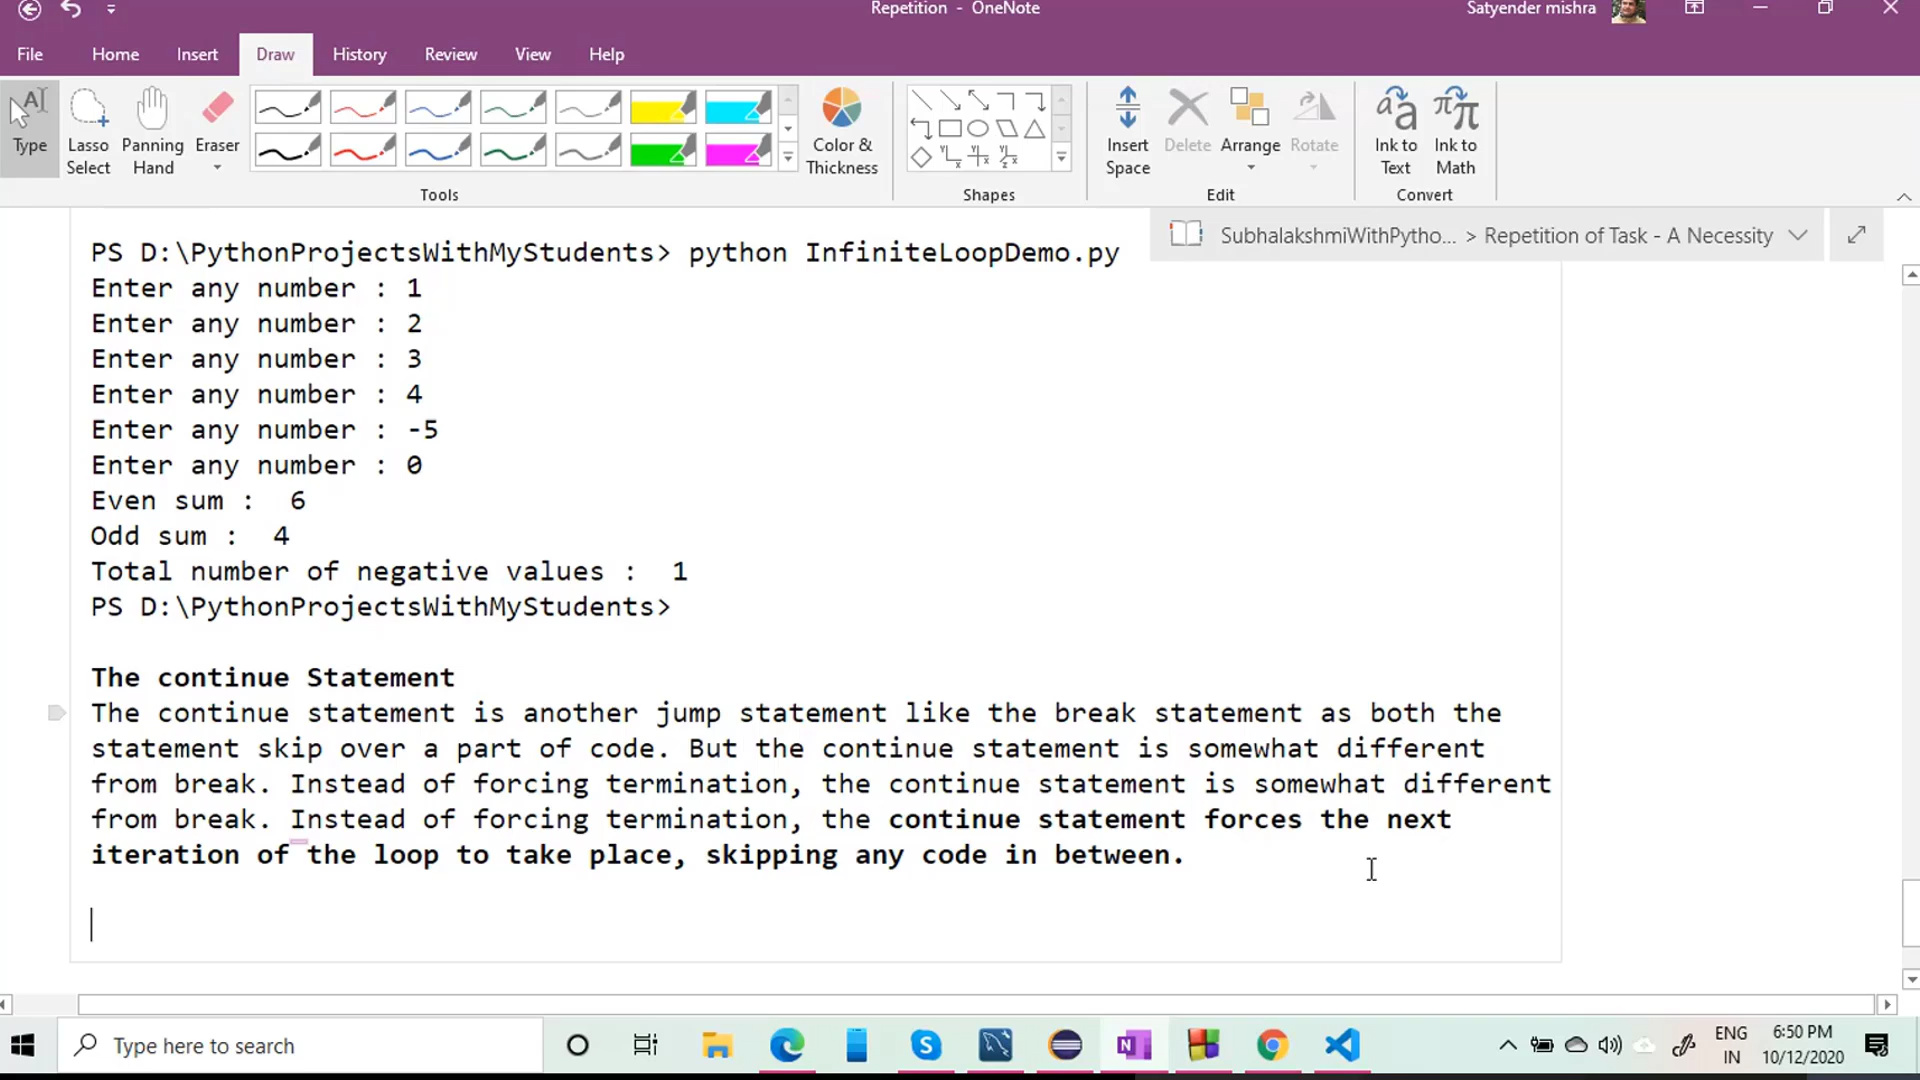 Repetition - OneNote
Satyender mishra
File Home Insert Draw History Review View Help
Type
Lasso Select
Panning Hand
Eraser
Color & Thickness
Insert Space
Delete
Arrange
Rotate
Ink to Text
Ink to Math
Tools
Shapes
Edit
Convert
SubhalakshmiWithPytho... > Repetition of Task - A Necessity
PS D:\PythonProjectsWithMyStudents> python InfiniteLoopDemo.py
Enter any number : 1
Enter any number : 2
Enter any number : 3
Enter any number : 4
Enter any number : -5
Enter any number : 0
Even sum :  6
Odd sum :  4
Total number of negative values :  1
PS D:\PythonProjectsWithMyStudents>
The continue Statement
The continue statement is another jump statement like the break statement as both the
statement skip over a part of code. But the continue statement is somewhat different
from break. Instead of forcing termination, the continue statement is somewhat different
from break. Instead of forcing termination, the continue statement forces the next
iteration of the loop to take place, skipping any code in between.
Type here to search
ENG
IN
6:50 PM
10/12/2020